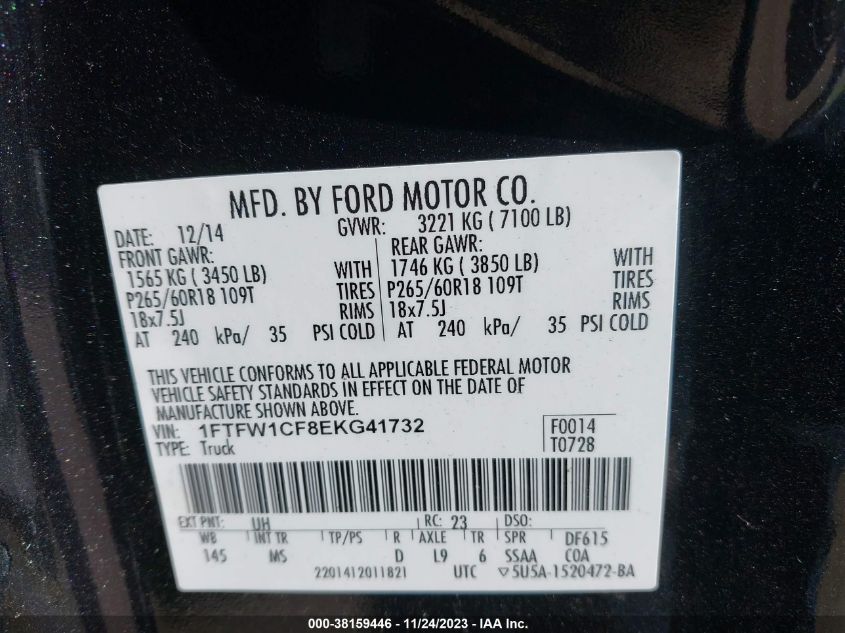 MFD. BY FORD MOTOR CO.
DATE: 12/14 GVWR: 3221 KG ( 7100 LB)
FRONT GAWR: REAR GAWR:
1565 KG ( 3450 LB) WITH 1746 KG ( 3850 LB) WITH
P265/60R18 109T TIRES P265/60R18 109T TIRES
18x7.5J RIMS 18x7.5J RIMS
AT 240 kPa/ 35 PSI COLD AT 240 kPa/ 35 PSI COLD
THIS VEHICLE CONFORMS TO ALL APPLICABLE FEDERAL MOTOR
VEHICLE SAFETY STANDARDS IN EFFECT ON THE DATE OF
MANUFACTURE SHOWN ABOVE.
VIN: 1FTFW1CF8EKG41732 F0014
TYPE: Truck T0728
EXT PNT: UH RC: 23 DSO:
WB INT TR TP/PS R AXLE TR SPR DF615
145 MS D L9 6 SSAA COA
2201412011821 UTC ▽5U5A-1520472-BA
000-38159446 - 11/24/2023 - IAA Inc.